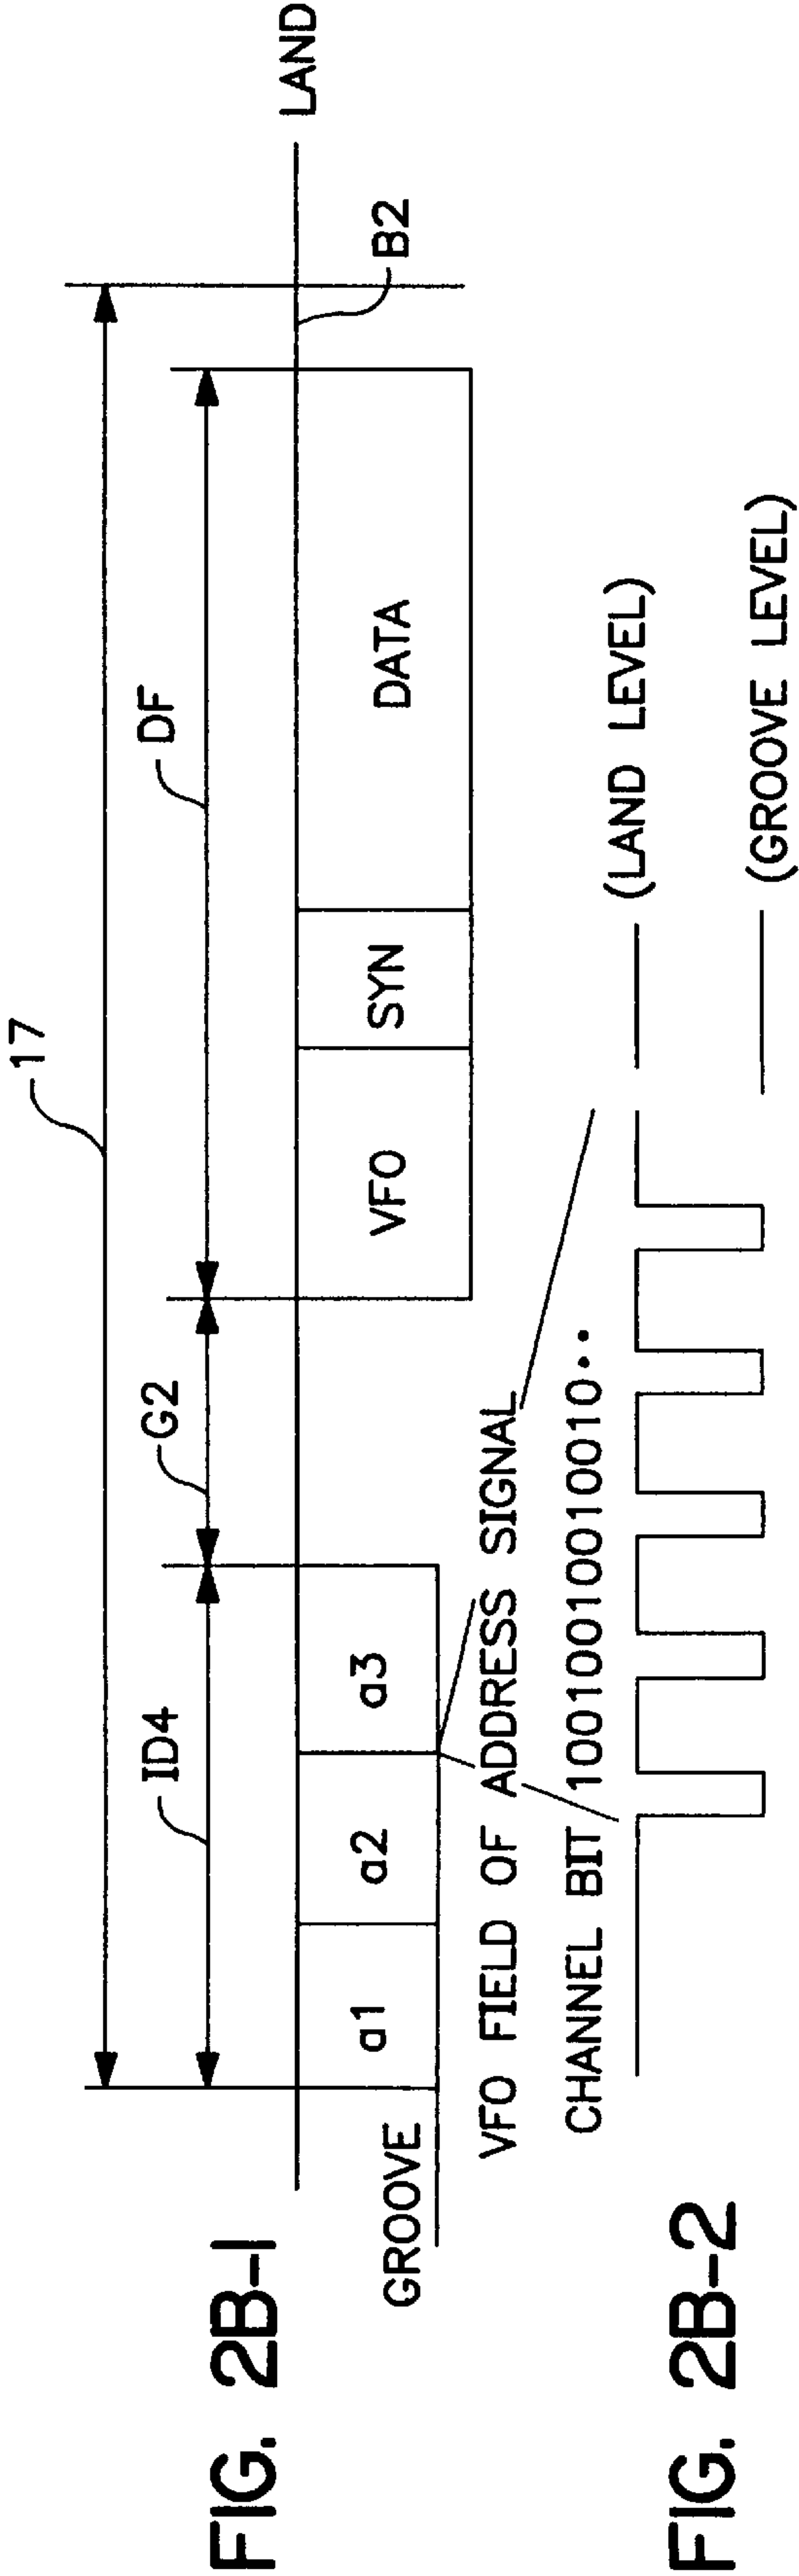 FIG. 2B-1
17
ID4
G2
DF
LAND
GROOVE
a1
a2
a3
VFO
SYN
DATA
B2
VFO FIELD OF ADDRESS SIGNAL
CHANNEL BIT 10010010010010··
FIG. 2B-2
(LAND LEVEL)
(GROOVE LEVEL)